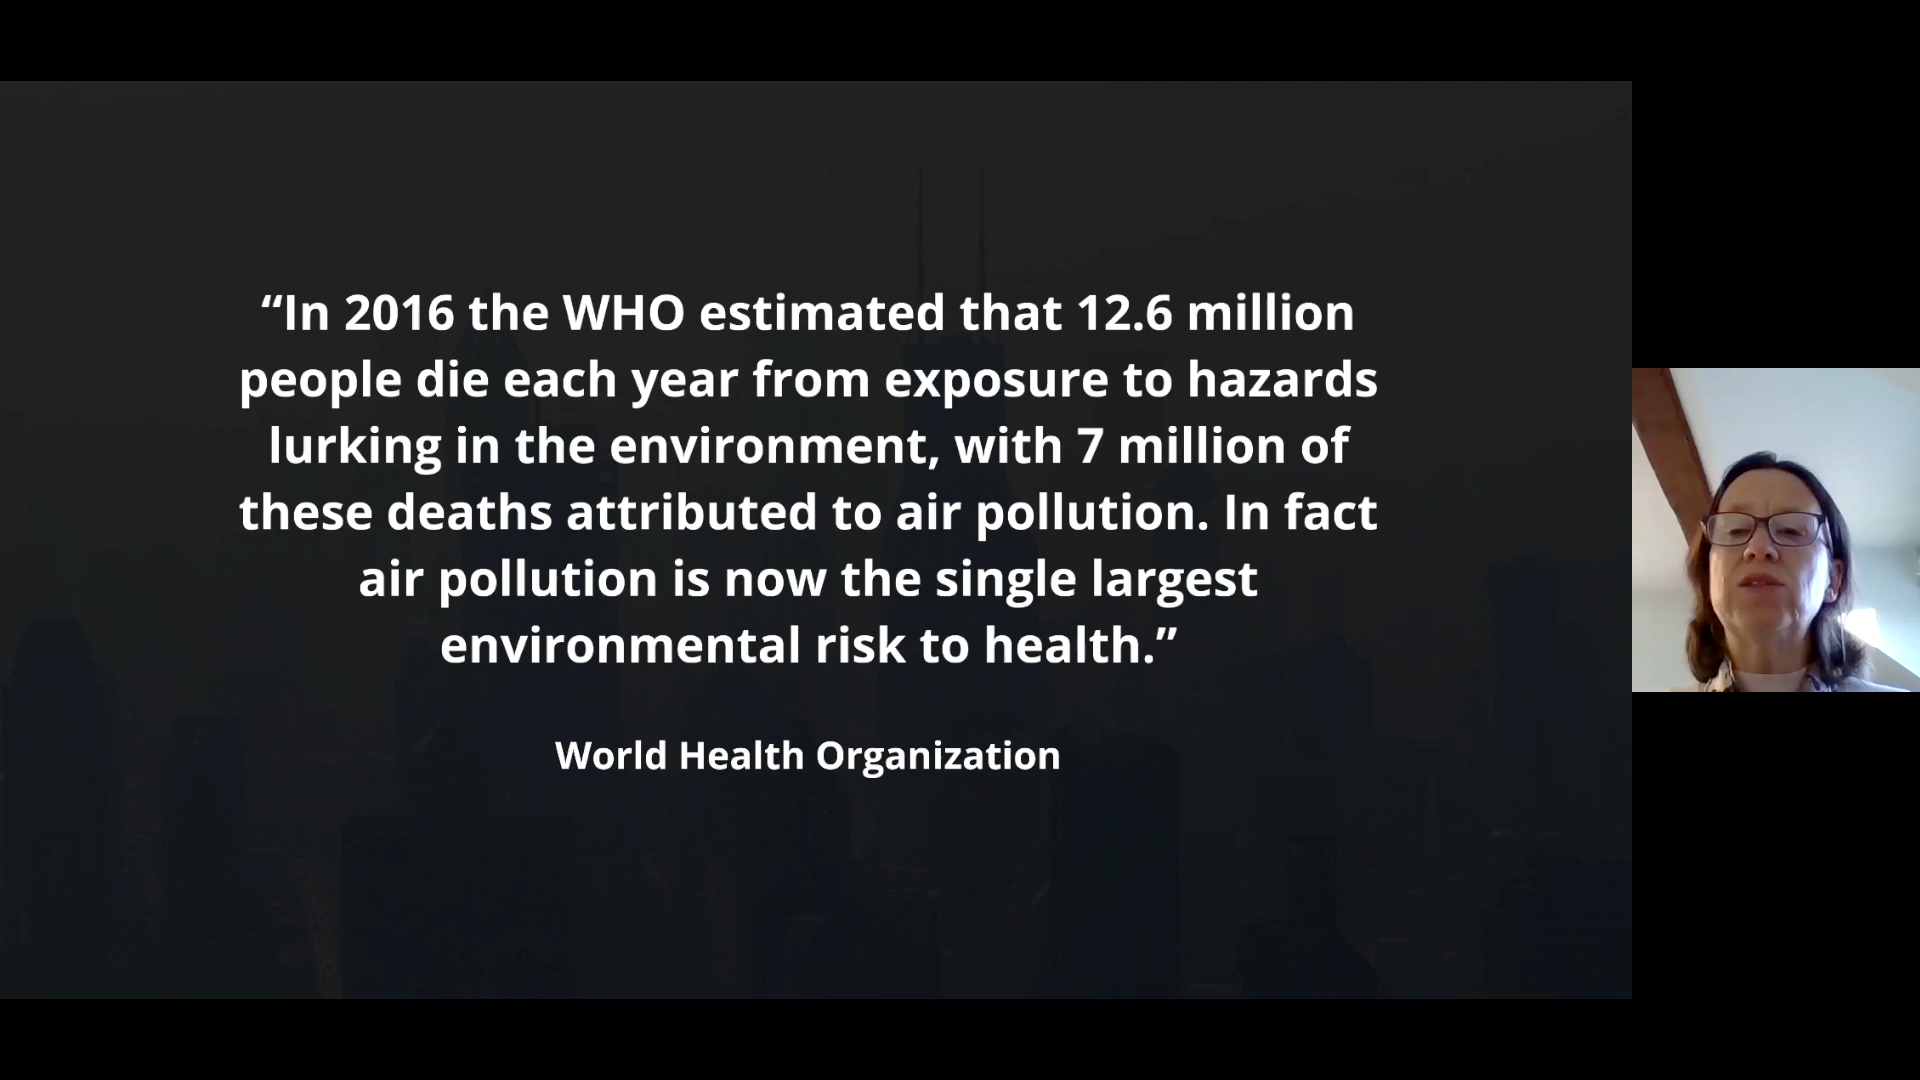 “In 2016 the WHO estimated that 12.6 million
people die each year from exposure to hazards
lurking in the environment, with 7 million of
these deaths attributed to air pollution. In fact
air pollution is now the single largest
environmental risk to health.”
World Health Organization